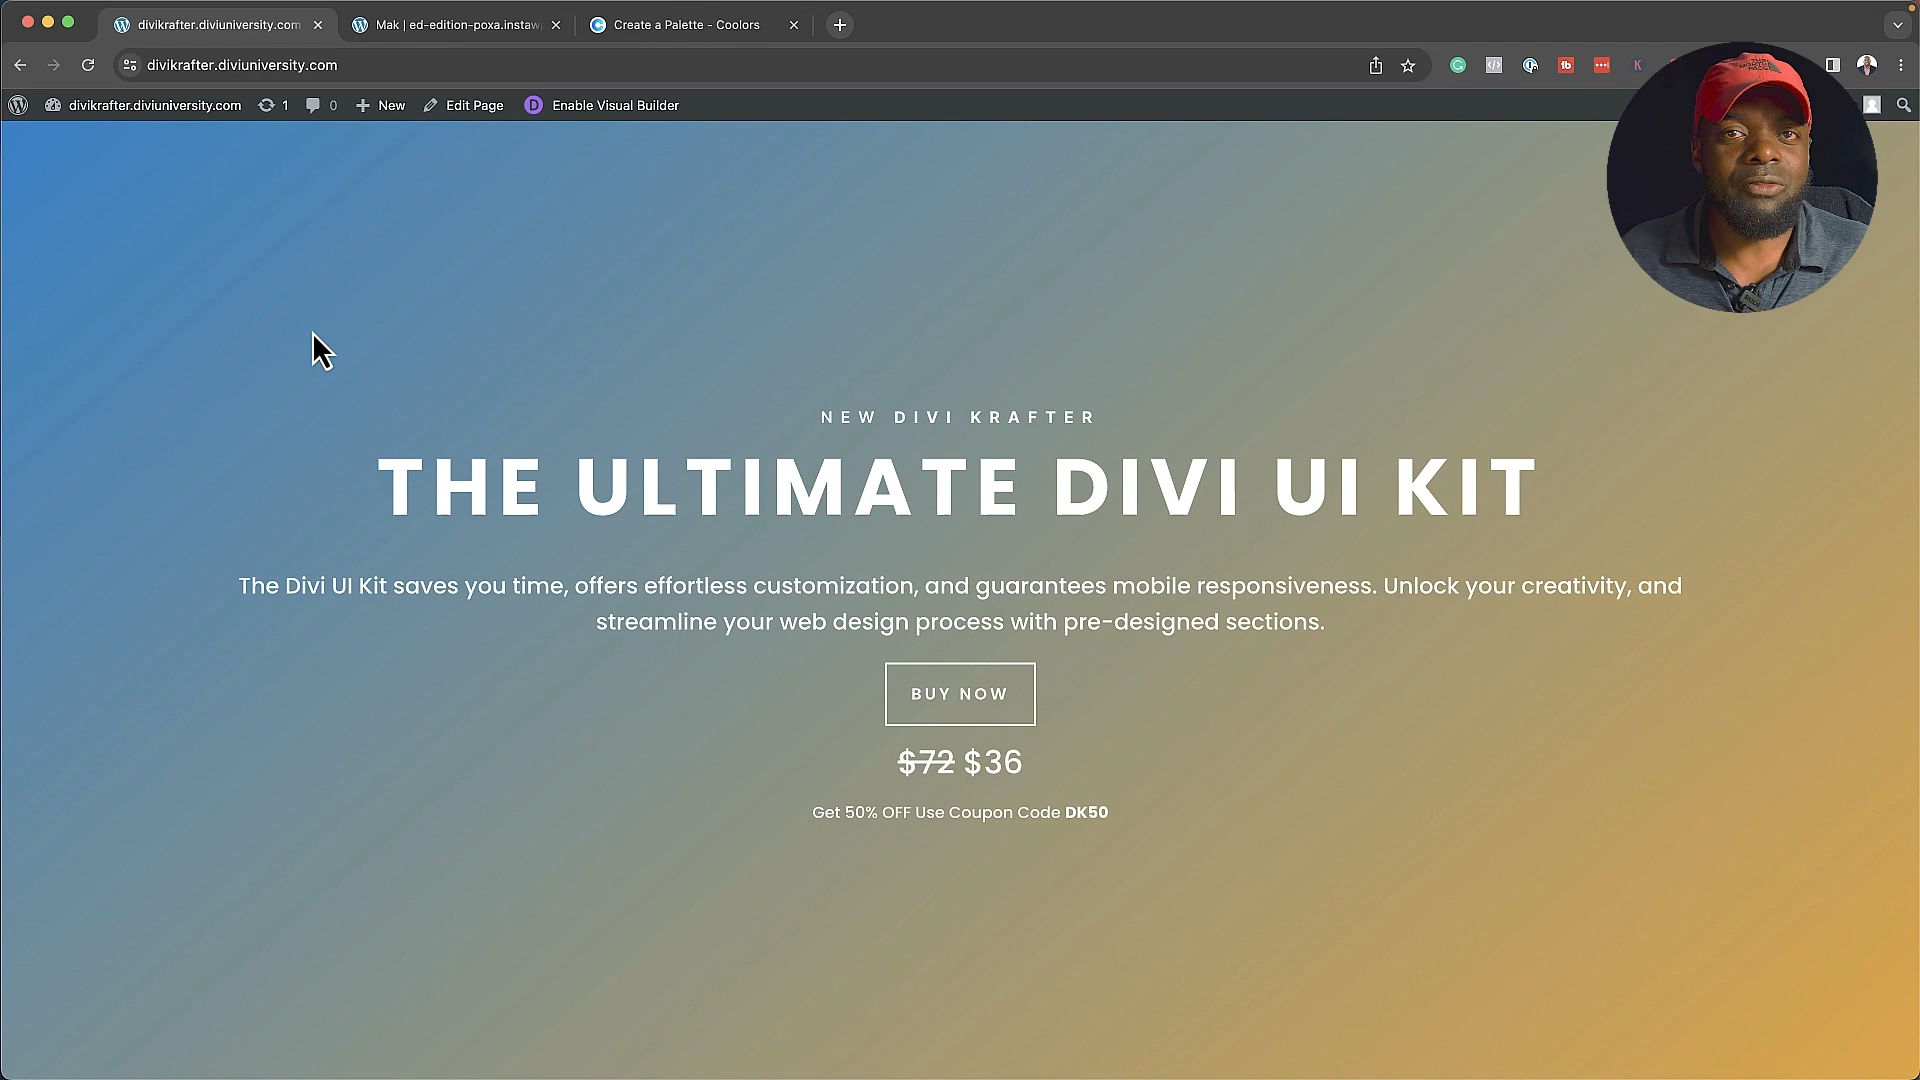 divikrafter.diviuniversity.com
Mak | ed-edition-poxa.instaw
Create a Palette - Coolors
divikrafter.diviuniversity.com
divikrafter.diviuniversity.com 1 0 New Edit Page Enable Visual Builder
NEW DIVI KRAFTER
THE ULTIMATE DIVI UI KIT
The Divi UI Kit saves you time, offers effortless customization, and guarantees mobile responsiveness. Unlock your creativity, and
streamline your web design process with pre-designed sections.
BUY NOW
$72 $36
Get 50% OFF Use Coupon Code DK50